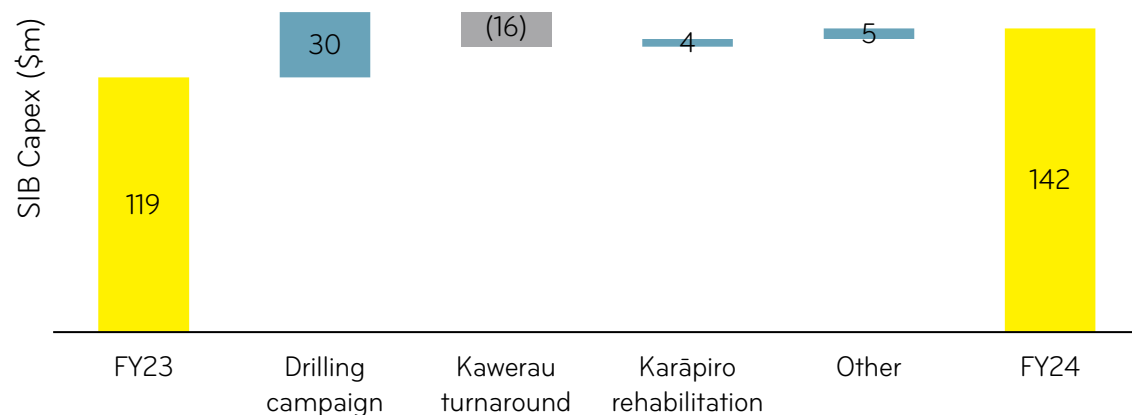 SIB Capex ($m)
119
30
(16)
4
5
142
FY23
Drilling
campaign
Kawerau
turnaround
Karāpiro
rehabilitation
Other
FY24